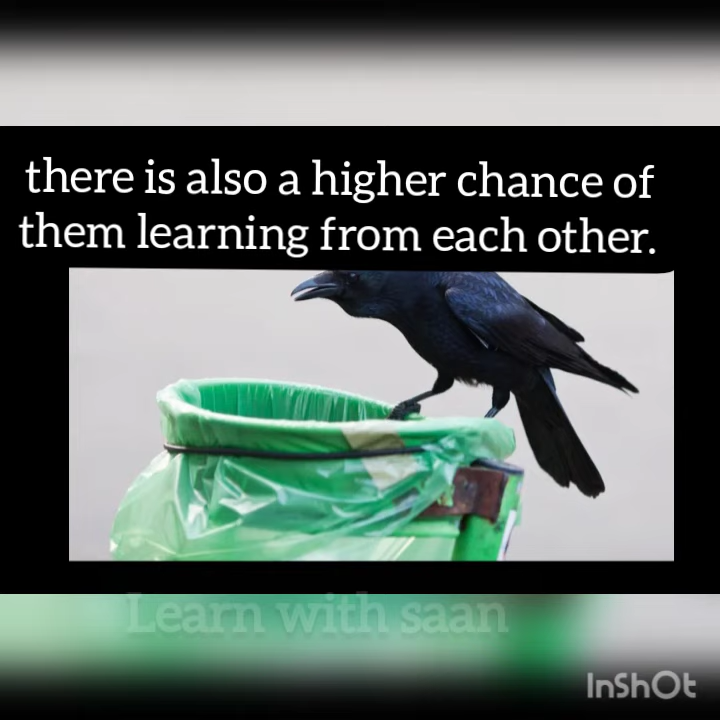 there is also a higher chance of
them learning from each other.
Learn with saan
InShOt